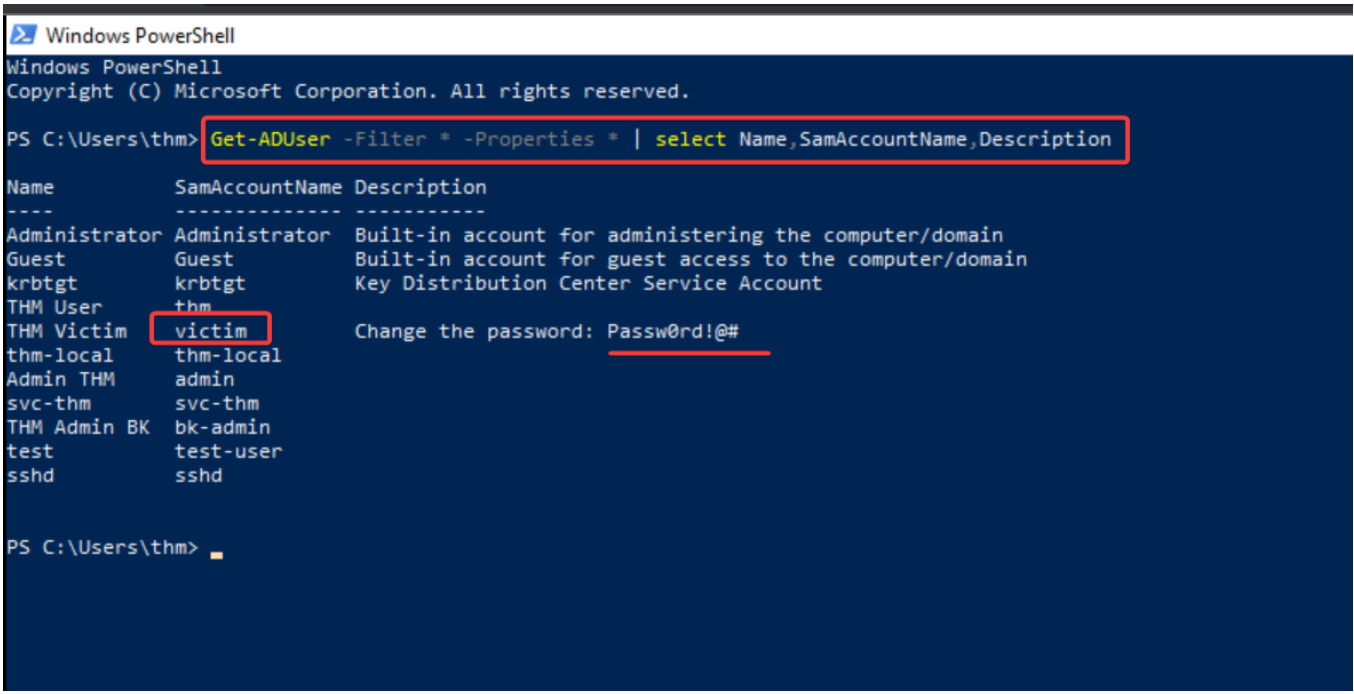 Windows PowerShell
Windows PowerShell
Copyright (C) Microsoft Corporation. All rights reserved.
PS C:\Users\thm> Get-ADUser -Filter * -Properties * | select Name,SamAccountName,Description
Name SamAccountName Description
---- -------------- -----------
Administrator Administrator Built-in account for administering the computer/domain
Guest Guest Built-in account for guest access to the computer/domain
krbtgt krbtgt Key Distribution Center Service Account
THM User thm
THM Victim victim Change the password: Passw0rd!@#
thm-local thm-local
Admin THM admin
svc-thm svc-thm
THM Admin BK bk-admin
test test-user
sshd sshd
PS C:\Users\thm> _